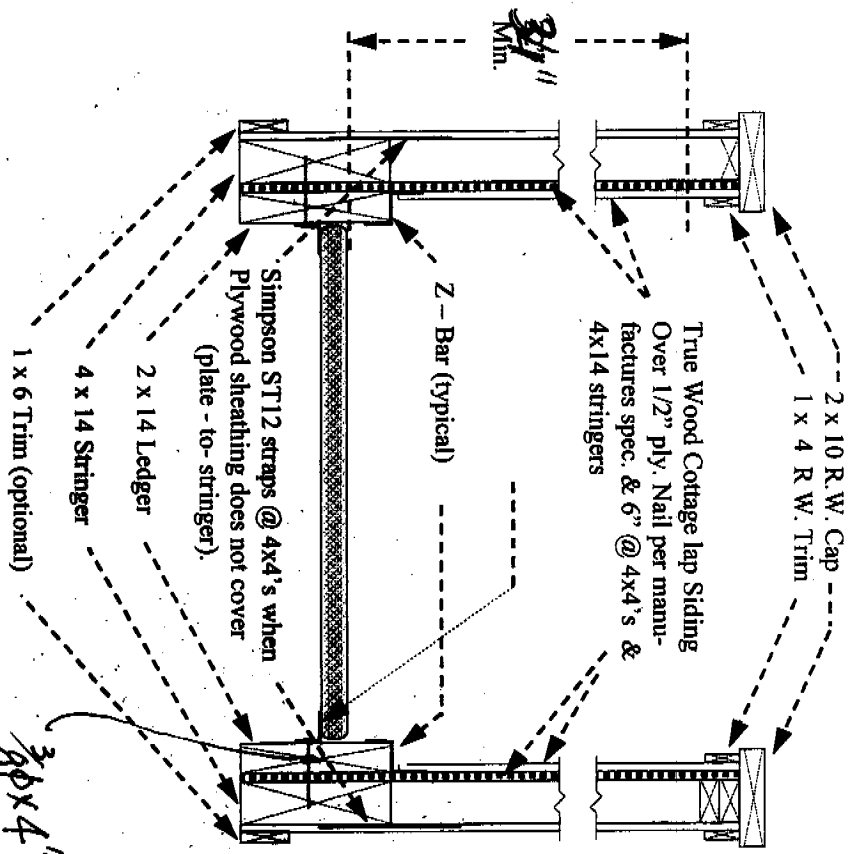 2 x 10 R.W. Cap
1 x 4 R W. Trim
True Wood Cottage lap Siding
Over 1/2” ply. Nail per manu-
factures spec. & 6” @ 4x4's &
4x14 stringers
Min.
Z – Bar (typical)
Simpson ST12 straps @ 4x4's when
Plywood sheathing does not cover
(plate - to- stringer).
2 x 14 Ledger
4 x 14 Stringer
1 x 6 Trim (optional)